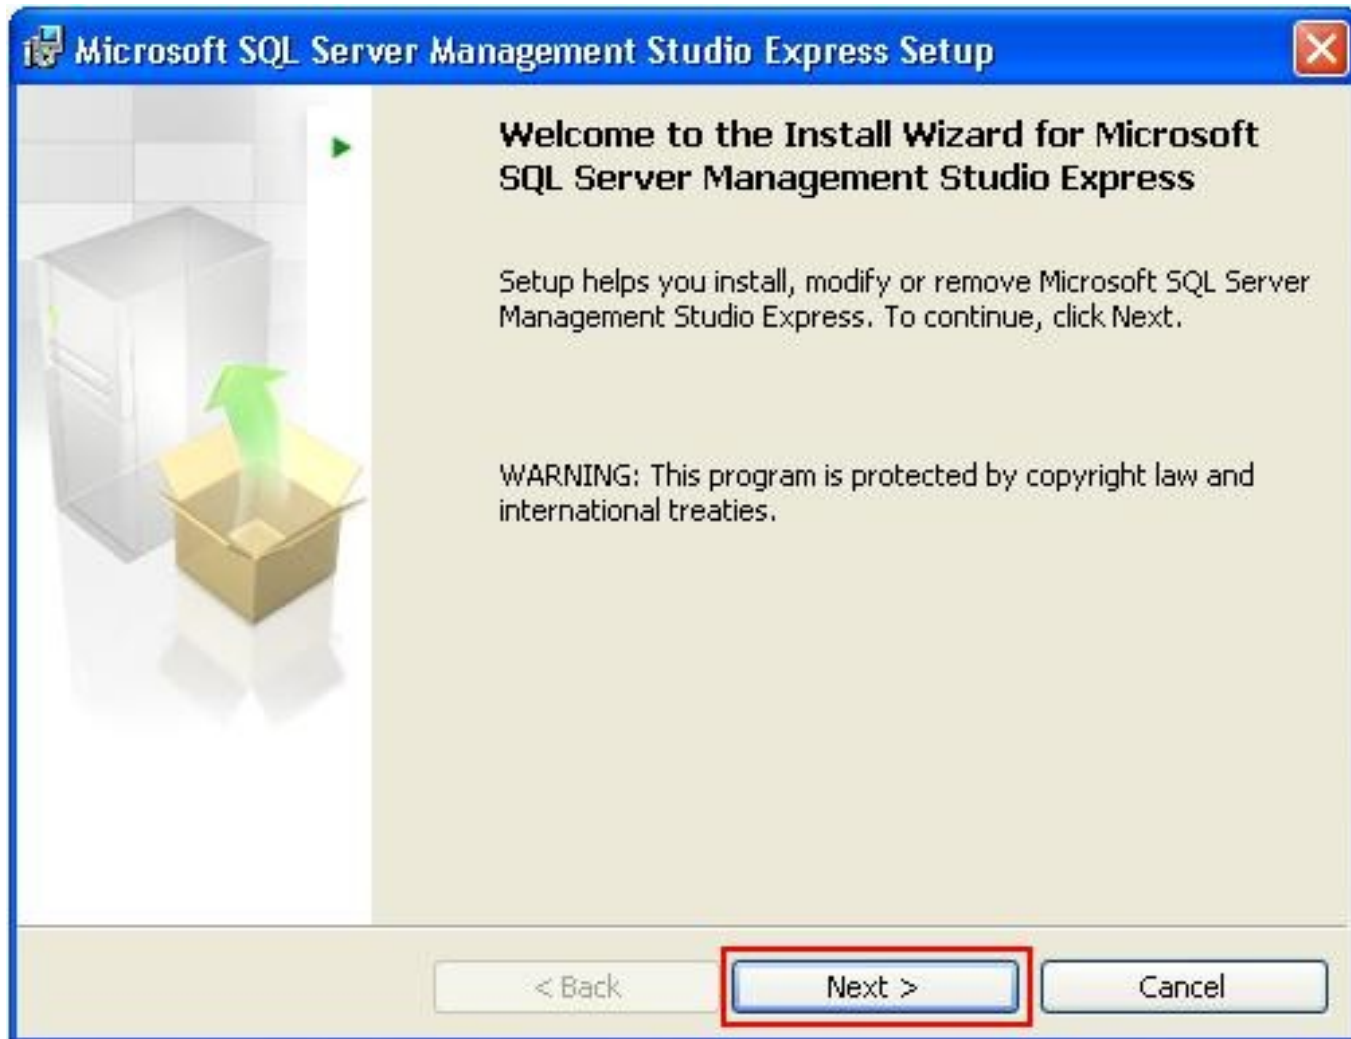 Microsoft SQL Server Management Studio Express Setup
Welcome to the Install Wizard for Microsoft
SQL Server Management Studio Express
Setup helps you install, modify or remove Microsoft SQL Server
Management Studio Express. To continue, click Next.
WARNING: This program is protected by copyright law and
international treaties.
< Back
Next >
Cancel